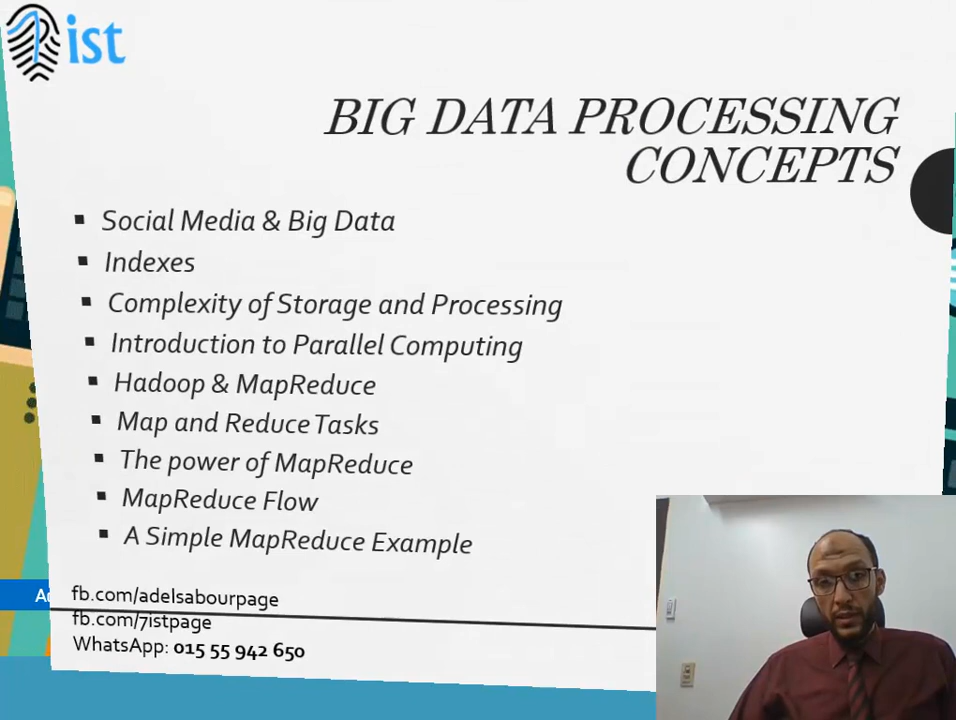 ist
BIG DATA PROCESSING
CONCEPTS
Social Media & Big Data
Indexes
Complexity of Storage and Processing
Introduction to Parallel Computing
Hadoop & MapReduce
Map and Reduce Tasks
The power of MapReduce
MapReduce Flow
A Simple MapReduce Example
fb.com/adelsabourpage
fb.com/7istpage
WhatsApp: 015 55 942 650